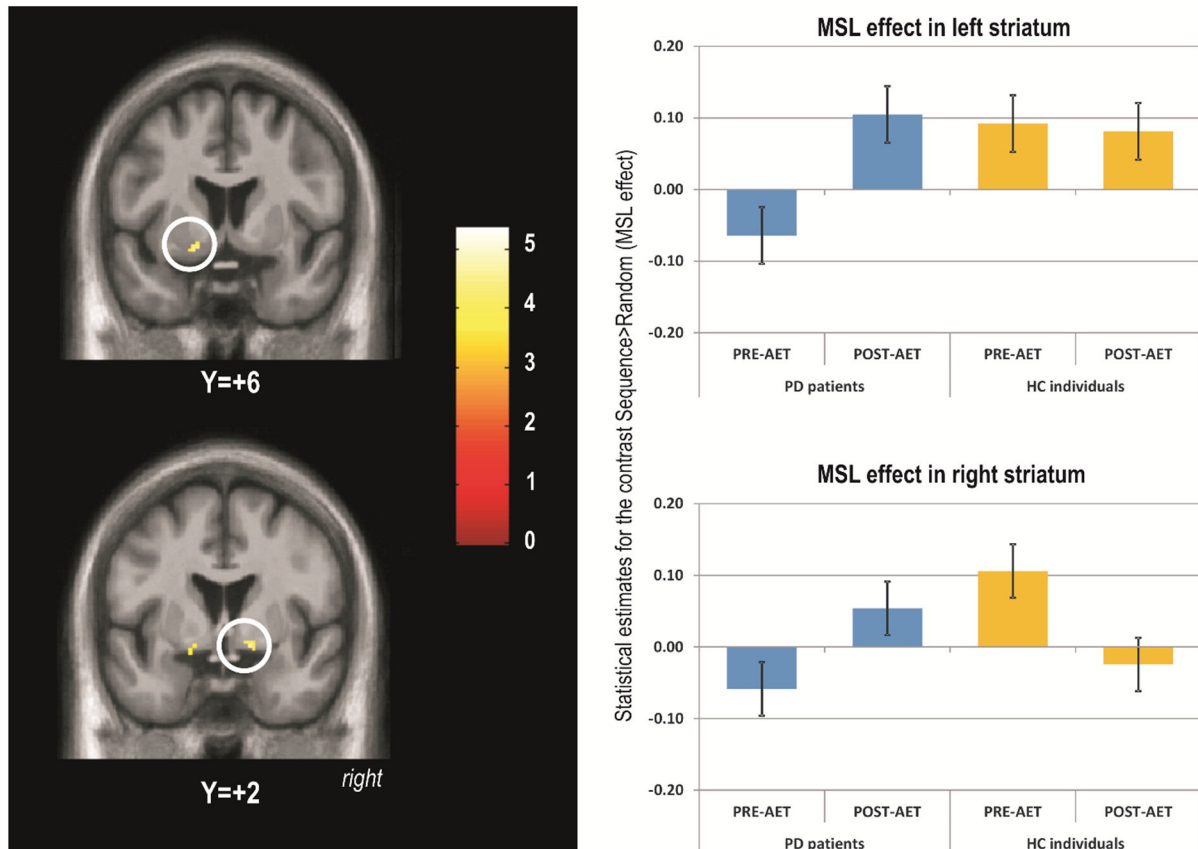 Y=+6
5
4
3
2
1
0
Y=+2
right
Statistical estimates for the contrast Sequence>Random (MSL effect)
MSL effect in left striatum
0.20
0.10
0.00
-0.10
-0.20
PRE-AET POST-AET PRE-AET POST-AET
PD patients HC individuals
MSL effect in right striatum
0.20
0.10
0.00
-0.10
-0.20
PRE-AET POST-AET PRE-AET POST-AET
PD patients HC individuals